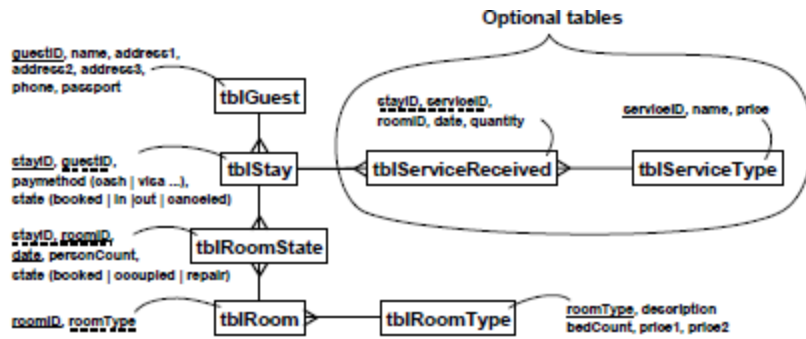 Optional tables
guestID, name, address1,
address2, address3,
phone, passport
tblGuest
stayID, serviceID,
roomID, date, quantity
serviceID, name, price
stayID, guestID,
paymethod (cash | visa ...),
state (booked | in |out | canceled)
tblStay
tblServiceReceived
tblServiceType
stayID, roomID,
date, personCount,
state (booked | occupied | repair)
tblRoomState
roomID, roomType
tblRoom
tblRoomType
roomType, description
bedCount, price1, price2